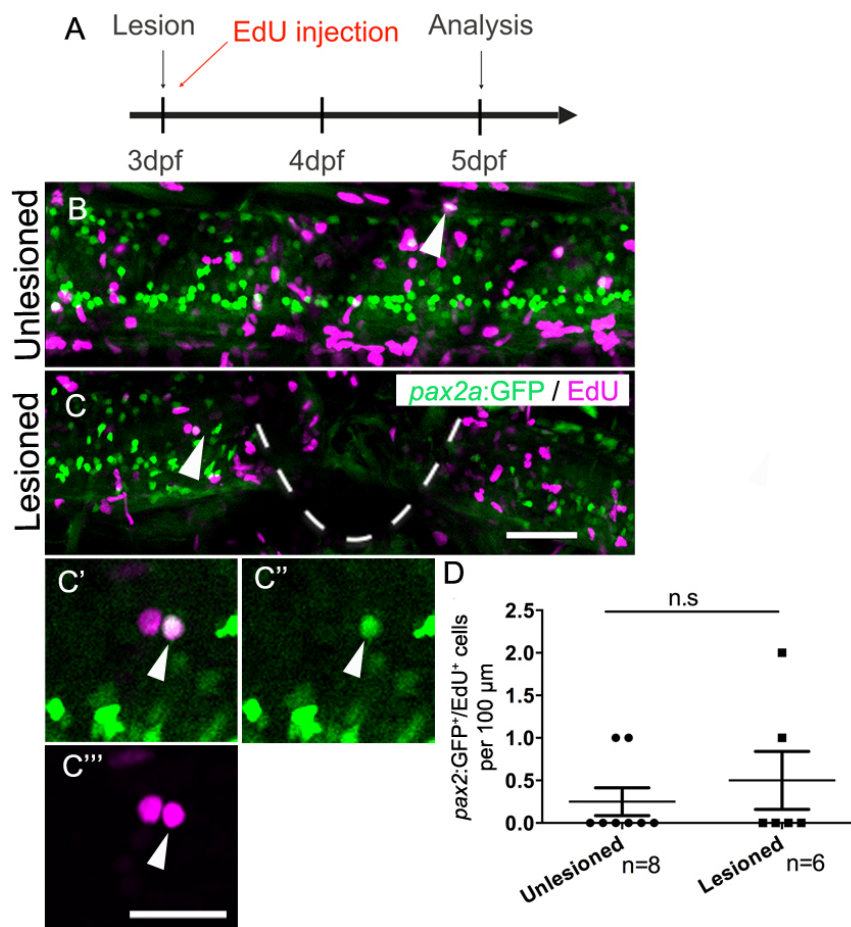 A
Lesion
EdU injection
Analysis
3dpf
4dpf
5dpf
Unlesioned
B
Lesioned
C
pax2a:GFP / EdU
C'
C''
C'''
D
n.s
pax2:GFP⁺/EdU⁺ cells
per 100 µm
2.5
2.0
1.5
1.0
0.5
0.0
Unlesioned
n=8
Lesioned
n=6